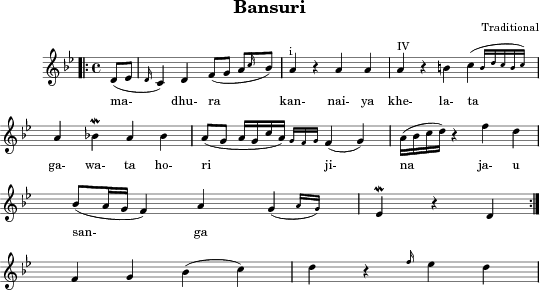 Bansuri
Traditional
i IV
ma- dhu- ra kan- nai- ya khe- la- ta
ga- wa- ta ho- ri ji- na ja- u
san- ga